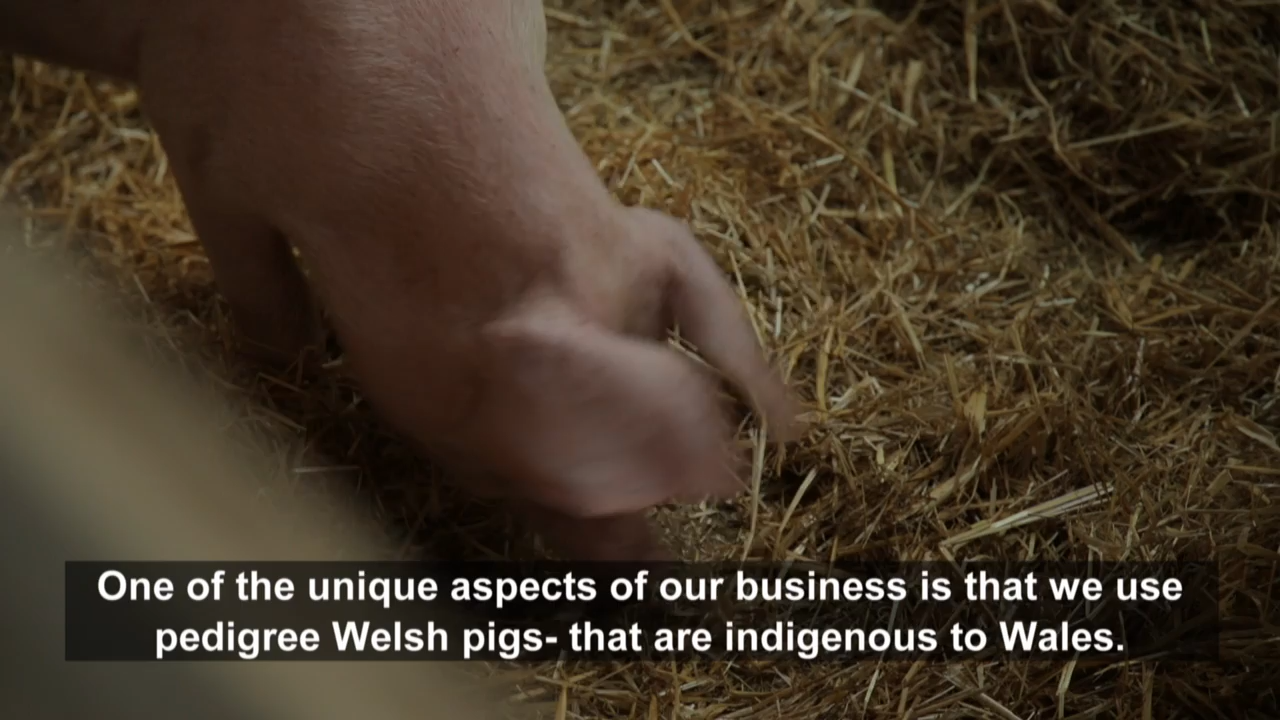 One of the unique aspects of our business is that we use
pedigree Welsh pigs- that are indigenous to Wales.